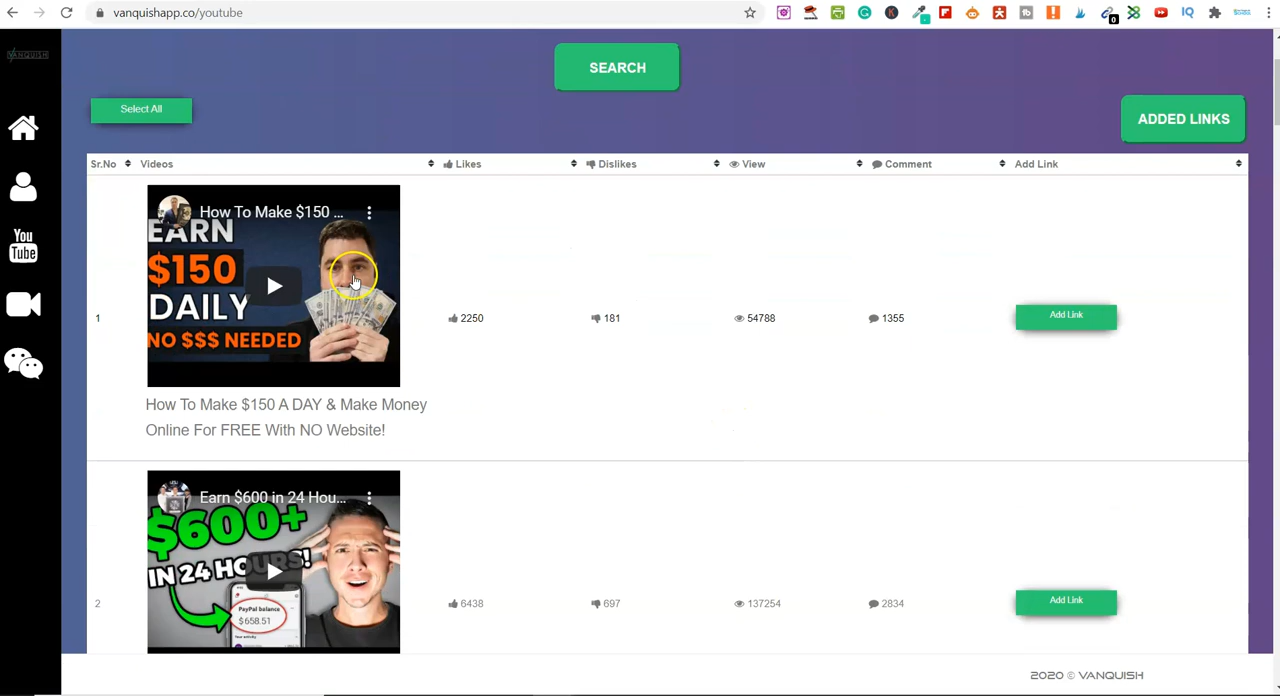 vanquishapp.co/youtube
VANQUISH
SEARCH
Select All
ADDED LINKS
Sr.No Videos Likes Dislikes View Comment Add Link
How To Make $150 ...
EARN
$150
DAILY
NO $$$ NEEDED
1 2250 181 54788 1355 Add Link
How To Make $150 A DAY & Make Money
Online For FREE With NO Website!
Earn $600 in 24 Hou...
$600+
IN 24 HOURS!
PayPal balance
$658.51
2 6438 697 137254 2834 Add Link
You
Tube
2020 © VANQUISH